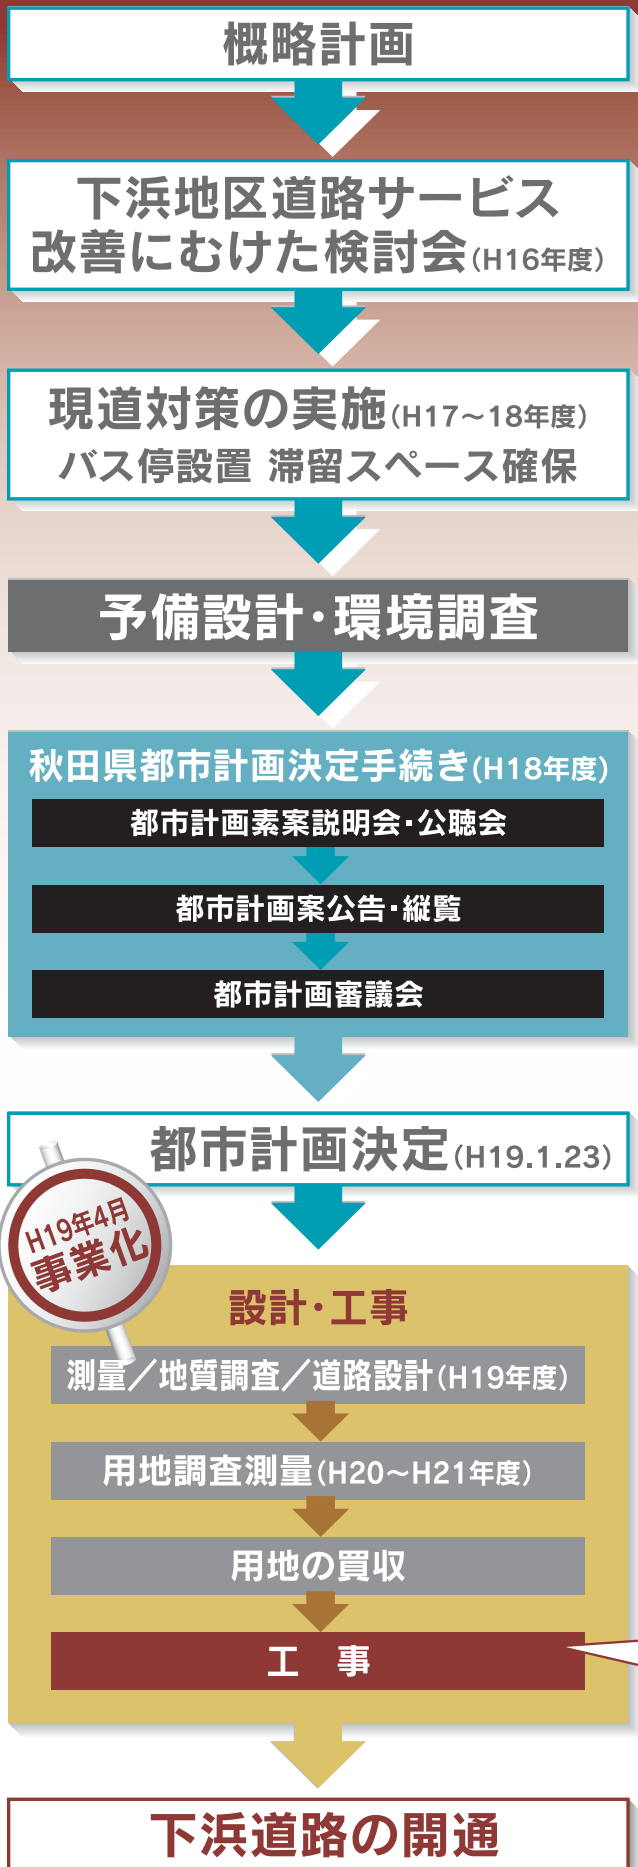 概略計画
下浜地区道路サービス
改善にむけた検討会(H16年度)
現道対策の実施(H17～18年度)
バス停設置 滞留スペース確保
予備設計・環境調査
秋田県都市計画決定手続き(H18年度)
都市計画素案説明会・公聴会
都市計画案公告・縦覧
都市計画審議会
都市計画決定(H19.1.23)
H19年4月
事業化
設計・工事
測量／地質調査／道路設計(H19年度)
用地調査測量(H20～H21年度)
用地の買収
工　事
下浜道路の開通